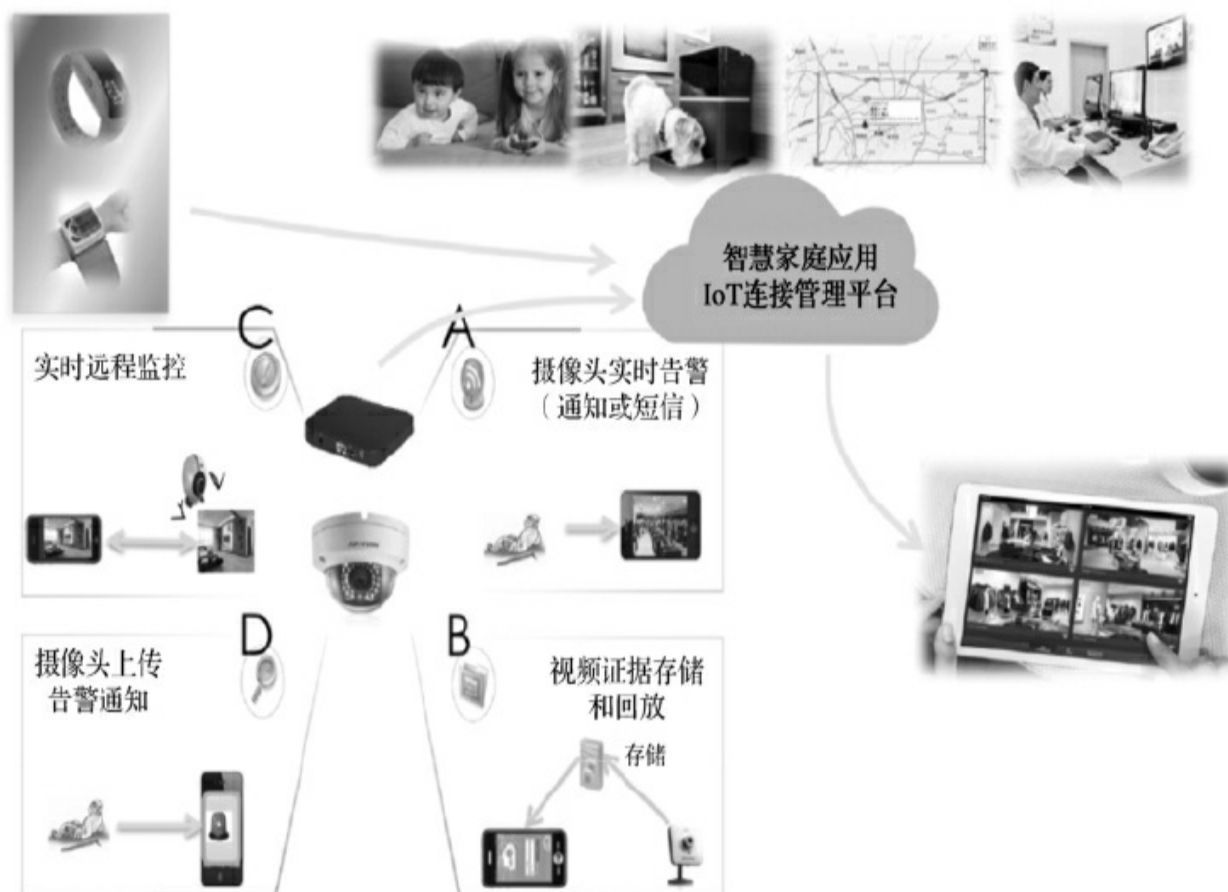 智慧家庭应用
IoT连接管理平台
C
A
实时远程监控
摄像头实时告警
（通知或短信）
D
B
摄像头上传
告警通知
视频证据存储
和回放
存储